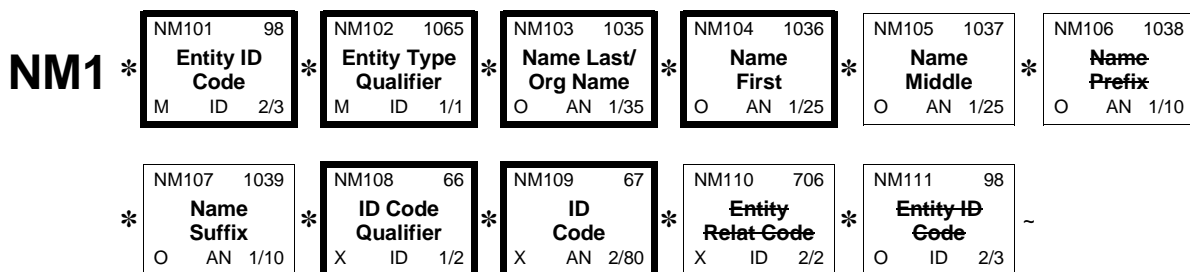 NM101 98 NM102 1065 NM103 1035 NM104 1036 NM105 1037 NM106 1038
NM1 * Entity ID Code * Entity Type Qualifier * Name Last/ Org Name * Name First * Name Middle * Name Prefix
M ID 2/3 M ID 1/1 O AN 1/35 O AN 1/25 O AN 1/25 O AN 1/10
NM107 1039 NM108 66 NM109 67 NM110 706 NM111 98
* Name Suffix * ID Code Qualifier * ID Code * Entity Relat Code * Entity ID Code ~
O AN 1/10 X ID 1/2 X AN 2/80 X ID 2/2 O ID 2/3